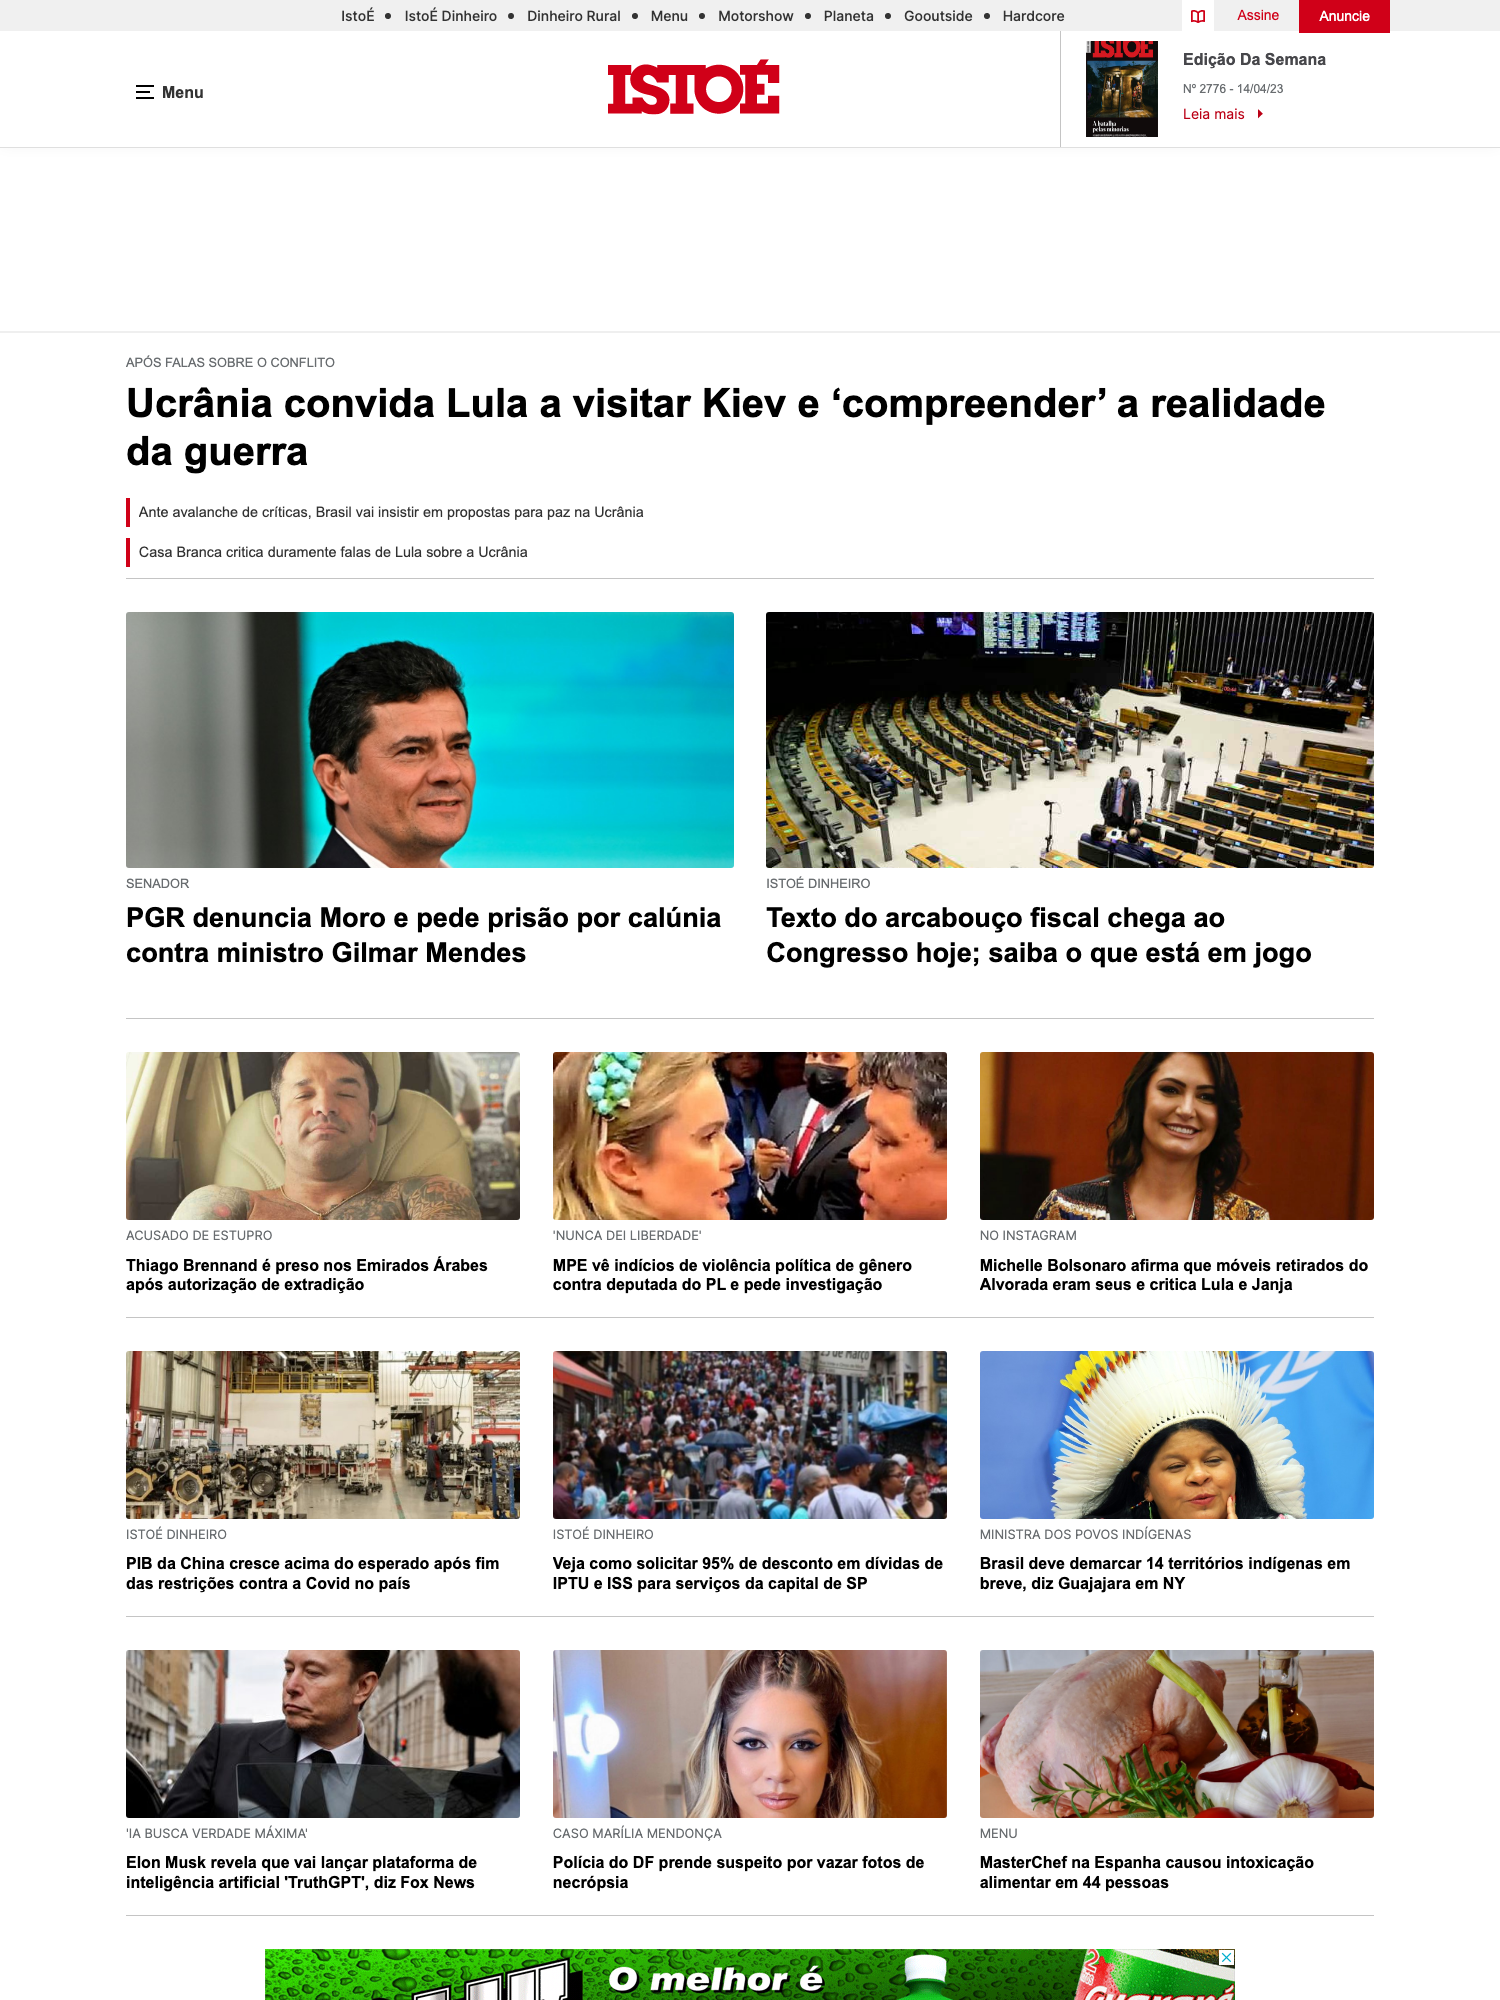 IstoÉ • IstoÉ Dinheiro • Dinheiro Rural • Menu • Motorshow • Planeta • Gooutside • Hardcore
Assine
Anuncie
Menu
ISTOÉ
ISTOÉ
A batalha
pelas minorias
Edição Da Semana
Nº 2776 - 14/04/23
Leia mais
APÓS FALAS SOBRE O CONFLITO
Ucrânia convida Lula a visitar Kiev e ‘compreender’ a realidade
da guerra
Ante avalanche de críticas, Brasil vai insistir em propostas para paz na Ucrânia
Casa Branca critica duramente falas de Lula sobre a Ucrânia
SENADOR
PGR denuncia Moro e pede prisão por calúnia
contra ministro Gilmar Mendes
ISTOÉ DINHEIRO
Texto do arcabouço fiscal chega ao
Congresso hoje; saiba o que está em jogo
ACUSADO DE ESTUPRO
Thiago Brennand é preso nos Emirados Árabes
após autorização de extradição
'NUNCA DEI LIBERDADE'
MPE vê indícios de violência política de gênero
contra deputada do PL e pede investigação
NO INSTAGRAM
Michelle Bolsonaro afirma que móveis retirados do
Alvorada eram seus e critica Lula e Janja
ISTOÉ DINHEIRO
PIB da China cresce acima do esperado após fim
das restrições contra a Covid no país
ISTOÉ DINHEIRO
Veja como solicitar 95% de desconto em dívidas de
IPTU e ISS para serviços da capital de SP
MINISTRA DOS POVOS INDÍGENAS
Brasil deve demarcar 14 territórios indígenas em
breve, diz Guajajara em NY
'IA BUSCA VERDADE MÁXIMA'
Elon Musk revela que vai lançar plataforma de
inteligência artificial 'TruthGPT', diz Fox News
CASO MARÍLIA MENDONÇA
Polícia do DF prende suspeito por vazar fotos de
necrópsia
MENU
MasterChef na Espanha causou intoxicação
alimentar em 44 pessoas
O melhor é